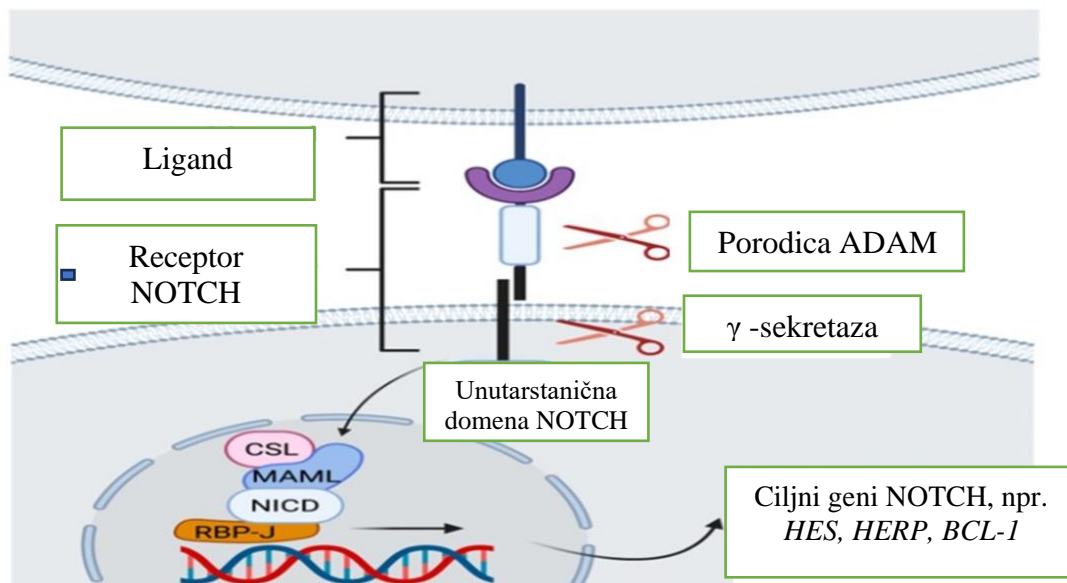 Ligand
Receptor
NOTCH
Porodica ADAM
γ -sekretaza
Unutarstanična
domena NOTCH
CSL
MAML
NICD
RBP-J
Ciljni geni NOTCH, npr.
HES, HERP, BCL-1